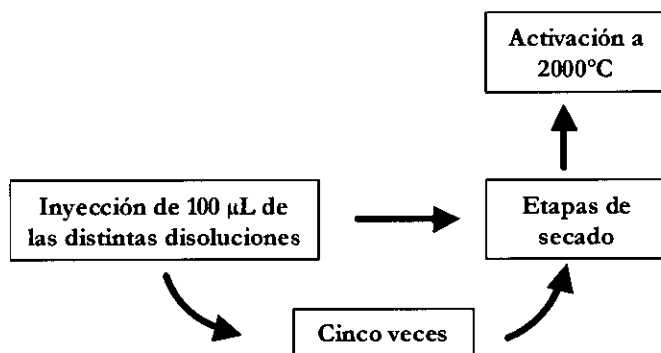 Activación a
2000°C
Inyección de 100 µL de
las distintas disoluciones
Etapas de
secado
Cinco veces